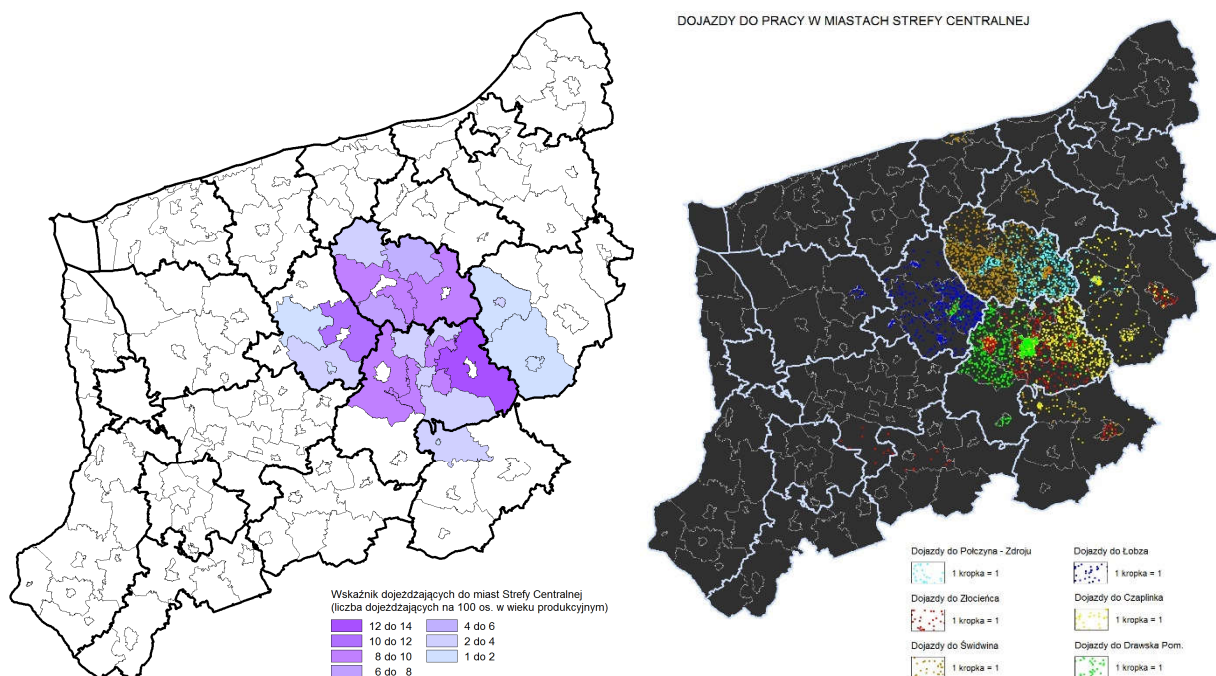 DOJAZDY DO PRACY W MIASTACH STREFY CENTRALNEJ
Wskaźnik dojeżdżających do miast Strefy Centralnej
(liczba dojeżdżających na 100 os. w wieku produkcyjnym)
12 do 14
10 do 12
8 do 10
6 do 8
4 do 6
2 do 4
1 do 2
Dojazdy do Połczyna - Zdroju
1 kropka = 1
Dojazdy do Złocieńca
1 kropka = 1
Dojazdy do Świdwina
1 kropka = 1
Dojazdy do Łobza
1 kropka = 1
Dojazdy do Czaplinka
1 kropka = 1
Dojazdy do Drawska Pom.
1 kropka = 1